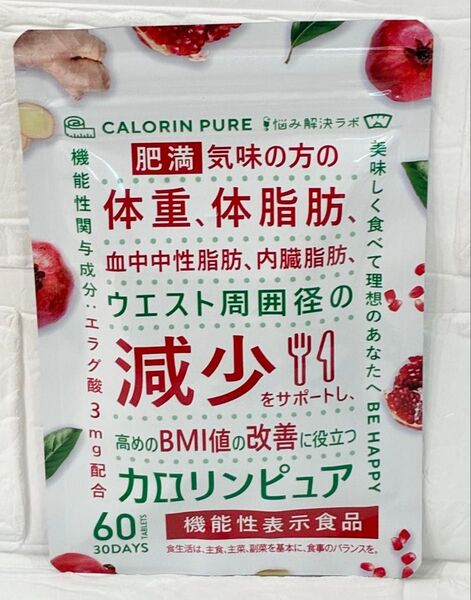 CALORIN PURE 悩み解決ラボ
肥満気味の方の
体重、体脂肪、
血中中性脂肪、内臓脂肪、
ウエスト周囲径の
減少
をサポートし、
高めのBMI値の改善に役立つ
カロリンピュア
60 TABLETS
30DAYS
機能性表示食品
食生活は、主食、主菜、副菜を基本に、食事のバランスを。
機能性関与成分:エラグ酸3mg配合
美味しく食べて理想のあなたへ BE HAPPY